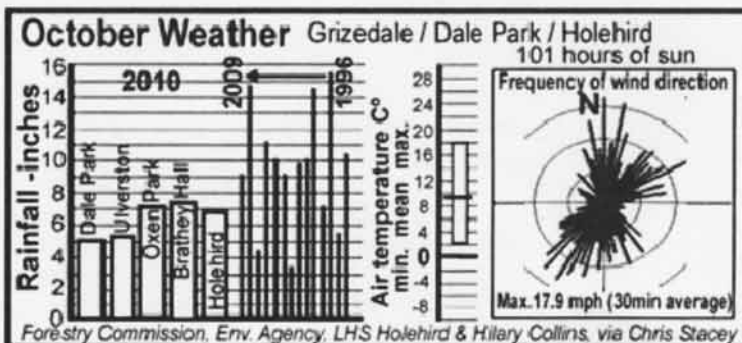 October Weather Grizedale / Dale Park / Holehird
101 hours of sun
Rainfall -inches
16
14
12
10
8
6
4
2
0
2010
2009
1996
Dale Park
Ulverston
Oxen Park
Brathey Hall
Holehird
Air temperature C°
min. mean max.
28
24
20
16
12
8
4
0
-4
-8
Frequency of wind direction
N
Max.17.9 mph (30min average)
Forestry Commission, Env. Agency, LHS Holehird & Hilary Collins, via Chris Stacey